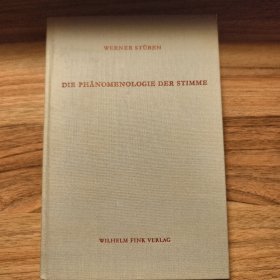 WERNER STÜBEN
DIE PHÄNOMENOLOGIE DER STIMME
WILHELM FINK VERLAG